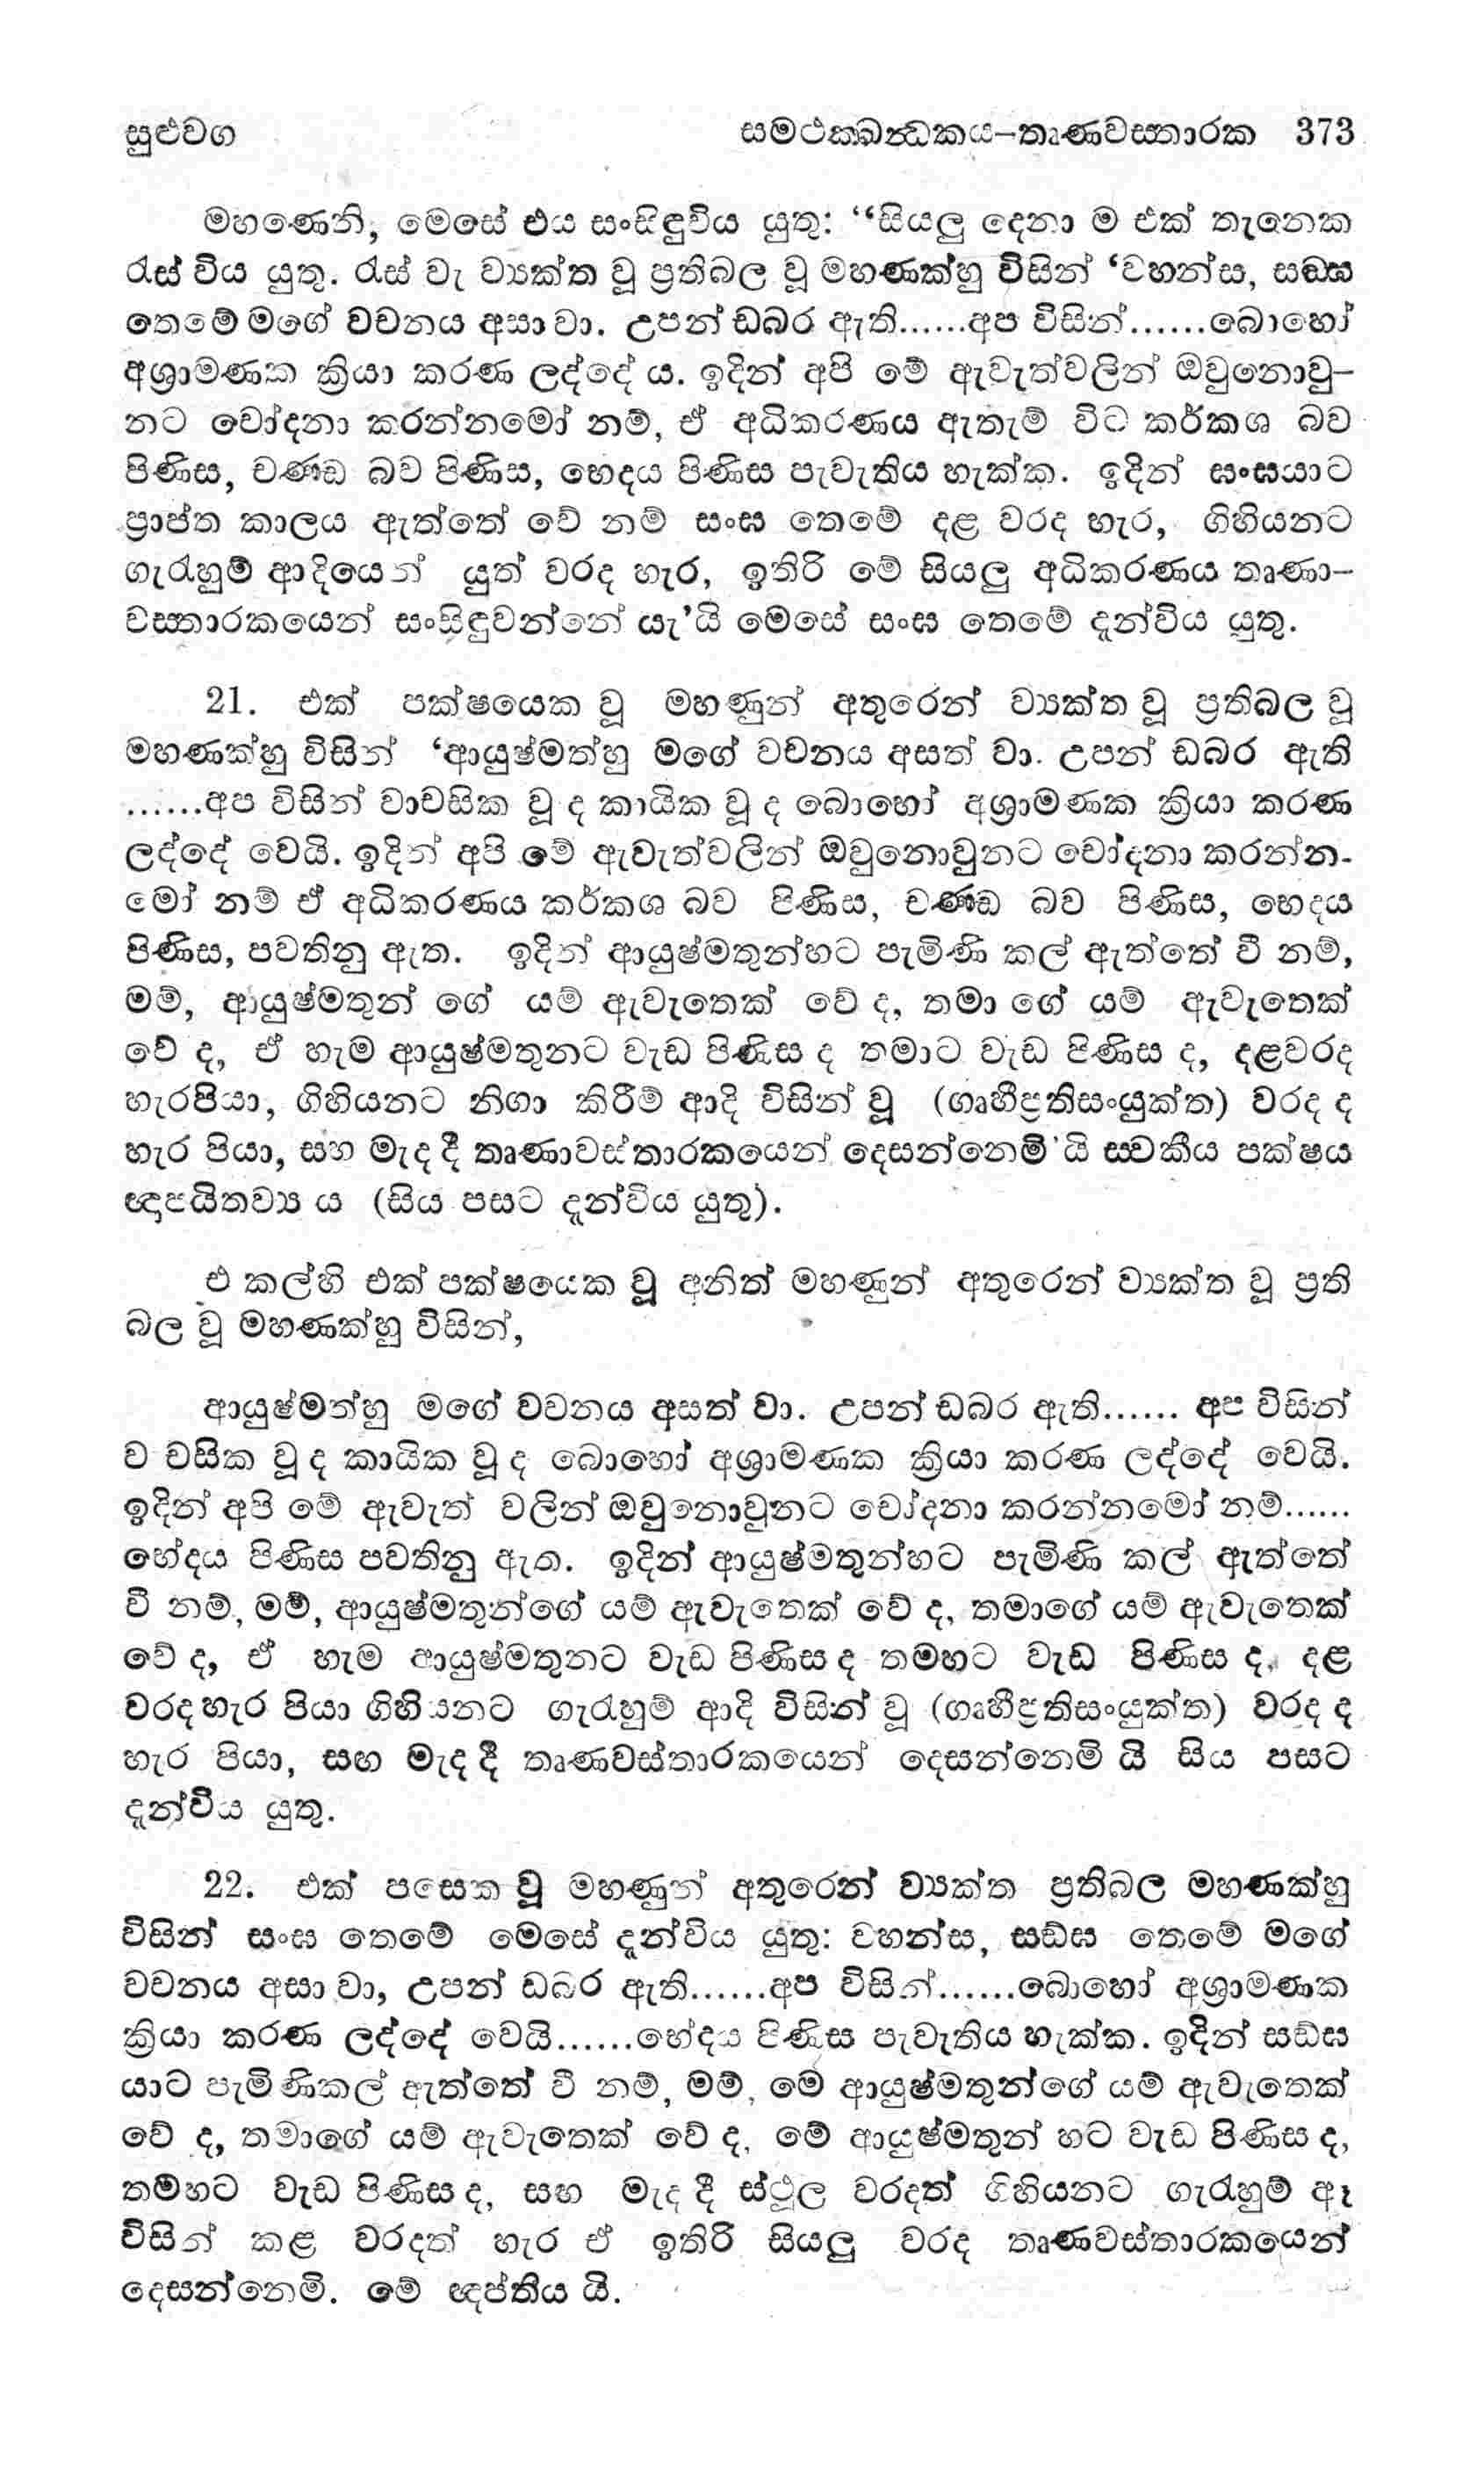 සුළුවග සමථක්ඛන්ධකය–තෘණවස්තාරක 373
මහණෙනි, මෙසේ එය සංසිඳුවිය යුතු: “සියලු දෙනා ම එක් තැනෙක
රැස් විය යුතු. රැස් වැ ව්‍යක්ත වූ ප්‍රතිබල වූ මහණක්හු විසින් ‘වහන්ස, සඞ්ඝ
තෙමේ මගේ වචනය අසා වා. උපන් ඩබර ඇති......අප විසින්......බොහෝ
අශ්‍රාමණක ක්‍රියා කරණ ලද්දේ ය. ඉදින් අපි මේ ඇවැත්වලින් ඔවුනොවු–
නට චෝදනා කරන්නමෝ නම්, ඒ අධිකරණය ඇතැම් විට කර්කශ බව
පිණිස, චණ්ඩ බව පිණිස, භෙදය පිණිස පැවැතිය හැක්ක. ඉදින් සංඝයාට
ප්‍රාප්ත කාලය ඇත්තේ වේ නම් සංඝ තෙමේ දළ වරද හැර, ගිහියනට
ගැරැහුම් ආදියෙන් යුත් වරද හැර, ඉතිරි මේ සියලු අධිකරණය තෘණා–
වස්තාරකයෙන් සංසිඳුවන්නේ යැ’යි මෙසේ සංඝ තෙමේ දැන්විය යුතු.
21. එක් පක්ෂයෙක වූ මහණුන් අතුරෙන් ව්‍යක්ත වූ ප්‍රතිබල වූ
මහණක්හු විසින් ‘ආයුෂ්මත්හු මගේ වචනය අසත් වා. උපන් ඩබර ඇති
......අප විසින් වාචසික වූ ද කායික වූ ද බොහෝ අශ්‍රාමණක ක්‍රියා කරණ
ලද්දේ වෙයි. ඉදින් අපි මේ ඇවැත්වලින් ඔවුනොවුනට චෝදනා කරන්න-
මෝ නම් ඒ අධිකරණය කර්කශ බව පිණිස, චණ්ඩ බව පිණිස, භෙදය
පිණිස, පවතිනු ඇත. ඉදින් ආයුෂ්මතුන්හට පැමිණි කල් ඇත්තේ වී නම්,
මම්, ආයුෂ්මතුන් ගේ යම් ඇවැතෙක් වේ ද, තමා ගේ යම් ඇවැතෙක්
වේ ද, ඒ හැම ආයුෂ්මතුනට වැඩ පිණිස ද තමාට වැඩ පිණිස ද, දළවරද
හැරපියා, ගිහියනට නිගා කිරීම් ආදි විසින් වූ (ගෘහීප්‍රතිසංයුක්ත) වරද ද
හැර පියා, සහ මැද දී තෘණාවස්තාරකයෙන් දෙසන්නෙමි’යි ස්වකීය පක්ෂය
ඥාපයිතව්‍ය ය (සිය පසට දැන්විය යුතු).
එ කල්හි එක් පක්ෂයෙක වූ අනිත් මහණුන් අතුරෙන් ව්‍යක්ත වූ ප්‍රති
බල වූ මහණක්හු විසින්,
ආයුෂ්මත්හු මගේ වචනය අසත් වා. උපන් ඩබර ඇති...... අප විසින්
ව චසික වූ ද කායික වූ ද බොහෝ අශ්‍රාමණක ක්‍රියා කරණ ලද්දේ වෙයි.
ඉදින් අපි මේ ඇවැත් වලින් ඔවුනොවුනට චෝදනා කරන්නමෝ නම්......
භේදය පිණිස පවතිනු ඇත. ඉදින් ආයුෂ්මතුන්හට පැමිණි කල් ඇත්තේ
වී නම්, මම්, ආයුෂ්මතුන්ගේ යම් ඇවැතෙක් වේ ද, තමාගේ යම් ඇවැතෙක්
වේ ද, ඒ හැම ආයුෂ්මතුනට වැඩ පිණිස ද තමහට වැඩ පිණිස ද, දළ
වරද හැර පියා ගිහියනට ගැරැහුම් ආදි විසින් වූ (ගෘහීප්‍රතිසංයුක්ත) වරද ද
හැර පියා, සඟ මැද දී තෘණවස්තාරකයෙන් දෙසන්නෙමි යි සිය පසට
දැන්විය යුතු.
22. එක් පසෙක වූ මහණුන් අතුරෙන් ව්‍යක්ත ප්‍රතිබල මහණක්හු
විසින් සංඝ තෙමේ මෙසේ දැන්විය යුතු: වහන්ස, සඞ්ඝ තෙමේ මගේ
වචනය අසා වා, උපන් ඩබර ඇති......අප විසින්......බොහෝ අශ්‍රාමණක
ක්‍රියා කරණ ලද්දේ වෙයි......භේදය පිණිස පැවැතිය හැක්ක. ඉදින් සඞ්ඝ
යාට පැමිණිකල් ඇත්තේ වී නම්, මම්, මේ ආයුෂ්මතුන්ගේ යම් ඇවැතෙක්
වේ ද, තමාගේ යම් ඇවැතෙක් වේ ද, මේ ආයුෂ්මතුන් හට වැඩ පිණිස ද,
තමහට වැඩ පිණිස ද, සඟ මැද දී ස්ථූල වරදත් ගිහියනට ගැරැහුම් ඈ
විසින් කළ වරදත් හැර ඒ ඉතිරි සියලු වරද තෘණවස්තාරකයෙන්
දෙසන්නෙමි. මේ ඥප්තිය යි.